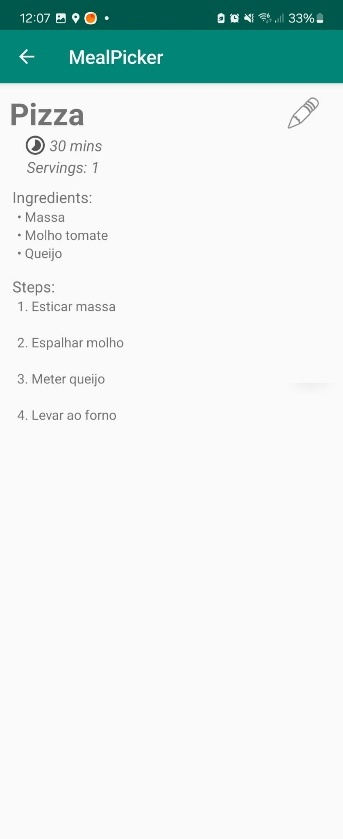 12:07
33%
MealPicker
Pizza
30 mins
Servings: 1
Ingredients:
• Massa
• Molho tomate
• Queijo
Steps:
1. Esticar massa
2. Espalhar molho
3. Meter queijo
4. Levar ao forno